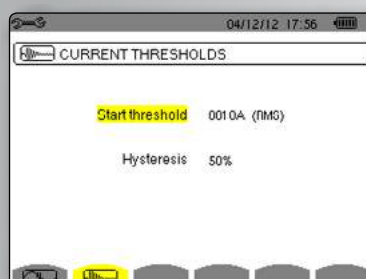 04/12/12 17:56
CURRENT THRESHOLDS
Start threshold 0010A (RMS)
Hysteresis 50%